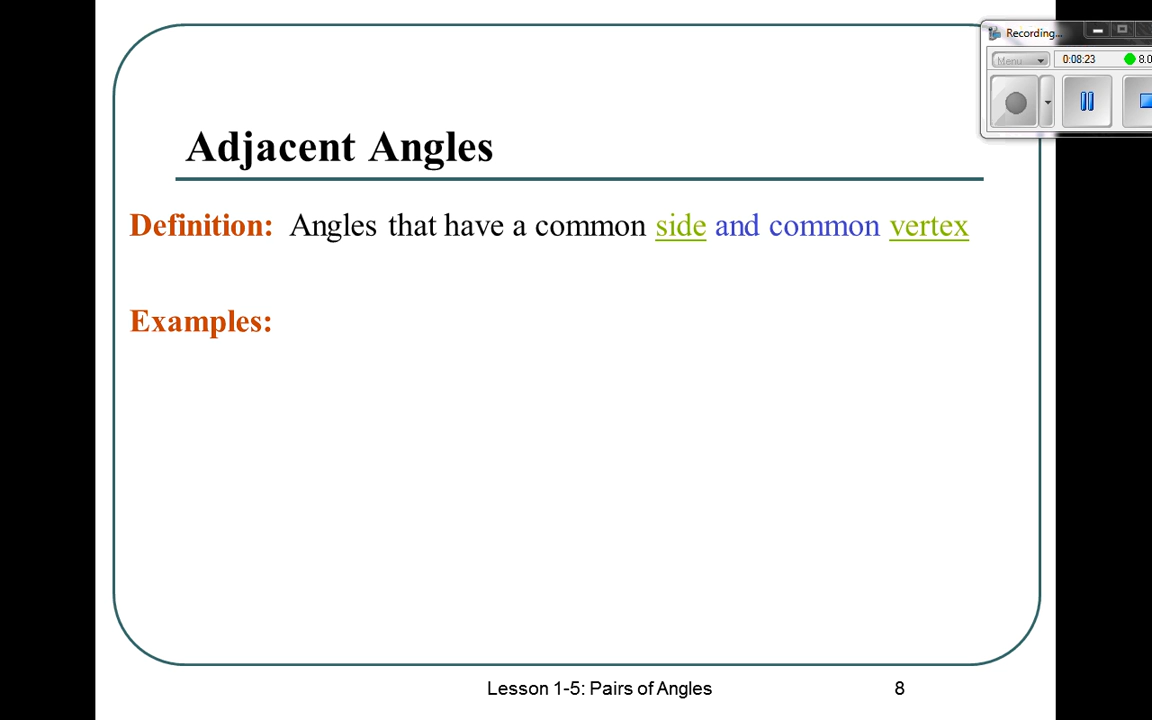 Recording...
Menu
0:08:23
8.0
Adjacent Angles
Definition: Angles that have a common side and common vertex
Examples:
Lesson 1-5: Pairs of Angles
8